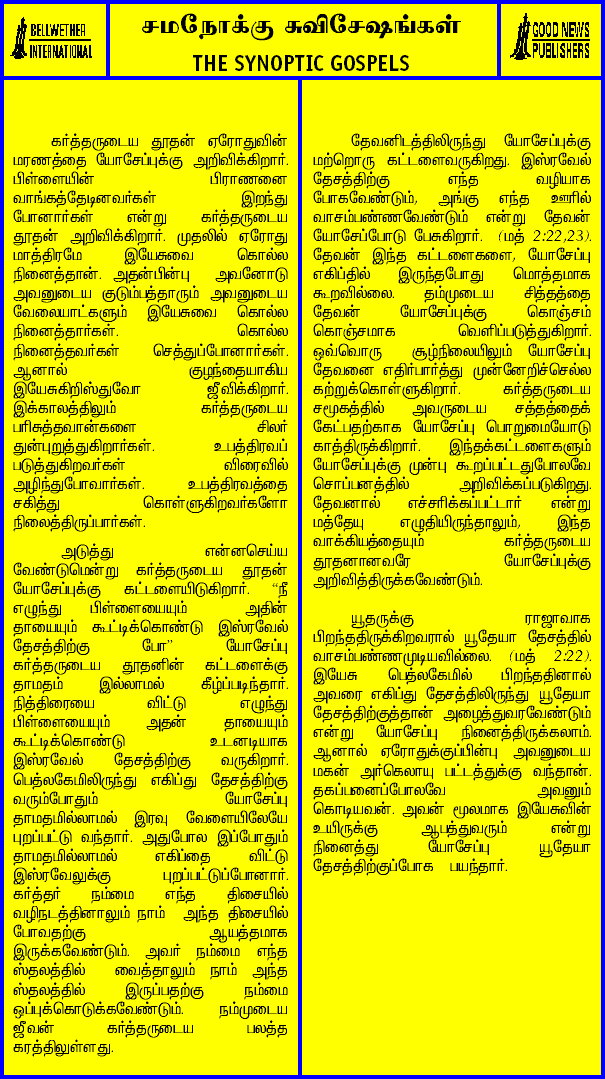 BELLWETHER
INTERNATIONAL
சமநோக்கு சுவிசேஷங்கள்
THE SYNOPTIC GOSPELS
GOOD NEWS
PUBLISHERS
கர்த்தருடைய தூதன் ஏரோதுவின்
மரணத்தை யோசேப்புக்கு அறிவிக்கிறார்.
பிள்ளையின் பிராணனை
வாங்கத்தேடினவர்கள் இறந்து
போனார்கள் என்று கர்த்தருடைய
தூதன் அறிவிக்கிறார். முதலில் ஏரோது
மாத்திரமே இயேசுவை கொல்ல
நினைத்தான். அதன்பின்பு அவனோடு
அவனுடைய குடும்பத்தாரும் அவனுடைய
வேலையாட்களும் இயேசுவை கொல்ல
நினைத்தார்கள். கொல்ல
நினைத்தவர்கள் செத்துப்போனார்கள்.
ஆனால் குழந்தையாகிய
இயேசுகிறிஸ்துவோ ஜீவிக்கிறார்.
இக்காலத்திலும் கர்த்தருடைய
பரிசுத்தவான்களை சிலர்
துன்புறுத்துகிறார்கள். உபத்திரவப்
படுத்துகிறவர்கள் விரைவில்
அழிந்துபோவார்கள். உபத்திரவத்தை
சகித்து கொள்ளுகிறவர்களோ
நிலைத்திருப்பார்கள்.
அடுத்து என்னசெய்ய
வேண்டுமென்று கர்த்தருடைய தூதன்
யோசேப்புக்கு கட்டளையிடுகிறார். “நீ
எழுந்து பிள்ளையையும் அதின்
தாயையும் கூட்டிக்கொண்டு இஸ்ரவேல்
தேசத்திற்கு போ” யோசேப்பு
கர்த்தருடைய தூதனின் கட்டளைக்கு
தாமதம் இல்லாமல் கீழ்ப்படிந்தார்.
நித்திரையை விட்டு எழுந்து
பிள்ளையையும் அதன் தாயையும்
கூட்டிக்கொண்டு உடனடியாக
இஸ்ரவேல் தேசத்திற்கு வருகிறார்.
பெத்லகேமிலிருந்து எகிப்து தேசத்திற்கு
வரும்போதும் யோசேப்பு
தாமதமில்லாமல் இரவு வேளையிலேயே
புறப்பட்டு வந்தார். அதுபோல இப்போதும்
தாமதமில்லாமல் எகிப்தை விட்டு
இஸ்ரவேலுக்கு புறப்பட்டுப்போனார்.
கர்த்தர் நம்மை எந்த திசையில்
வழிநடத்தினாலும் நாம் அந்த திசையில்
போவதற்கு ஆயத்தமாக
இருக்கவேண்டும். அவர் நம்மை எந்த
ஸ்தலத்தில் வைத்தாலும் நாம் அந்த
ஸ்தலத்தில் இருப்பதற்கு நம்மை
ஒப்புக்கொடுக்கவேண்டும். நம்முடைய
ஜீவன் கர்த்தருடைய பலத்த
கரத்திலுள்ளது.
தேவனிடத்திலிருந்து யோசேப்புக்கு
மற்றொரு கட்டளைவருகிறது. இஸ்ரவேல்
தேசத்திற்கு எந்த வழியாக
போகவேண்டும், அங்கு எந்த ஊரில்
வாசம்பண்ணவேண்டும் என்று தேவன்
யோசேப்போடு பேசுகிறார். (மத் 2:22,23).
தேவன் இந்த கட்டளைகளை, யோசேப்பு
எகிப்தில் இருந்தபோது மொத்தமாக
கூறவில்லை. தம்முடைய சித்தத்தை
தேவன் யோசேப்புக்கு கொஞ்சம்
கொஞ்சமாக வெளிப்படுத்துகிறார்.
ஒவ்வொரு சூழ்நிலையிலும் யோசேப்பு
தேவனை எதிர்பார்த்து முன்னேறிச்செல்ல
கற்றுக்கொள்ளுகிறார். கர்த்தருடைய
சமூகத்தில் அவருடைய சத்தத்தைக்
கேட்பதற்காக யோசேப்பு பொறுமையோடு
காத்திருக்கிறார். இந்தக்கட்டளைகளும்
யோசேப்புக்கு முன்பு கூறப்பட்டதுபோலவே
சொப்பனத்தில் அறிவிக்கப்படுகிறது.
தேவனால் எச்சரிக்கப்பட்டார் என்று
மத்தேயு எழுதியிருந்தாலும், இந்த
வாக்கியத்தையும் கர்த்தருடைய
தூதனானவரே யோசேப்புக்கு
அறிவித்திருக்கவேண்டும்.
யூதருக்கு ராஜாவாக
பிறந்ததிருக்கிறவரால் யூதேயா தேசத்தில்
வாசம்பண்ணமுடியவில்லை. (மத் 2:22).
இயேசு பெத்லகேமில் பிறந்ததினால்
அவரை எகிப்து தேசத்திலிருந்து யூதேயா
தேசத்திற்குத்தான் அழைத்துவரவேண்டும்
என்று யோசேப்பு நினைத்திருக்கலாம்.
ஆனால் ஏரோதுக்குப்பின்பு அவனுடைய
மகன் அர்கெலாயு பட்டத்துக்கு வந்தான்.
தகப்பனைப்போலவே அவனும்
கொடியவன். அவன் மூலமாக இயேசுவின்
உயிருக்கு ஆபத்துவரும் என்று
நினைத்து யோசேப்பு யூதேயா
தேசத்திற்குப்போக பயந்தார்.